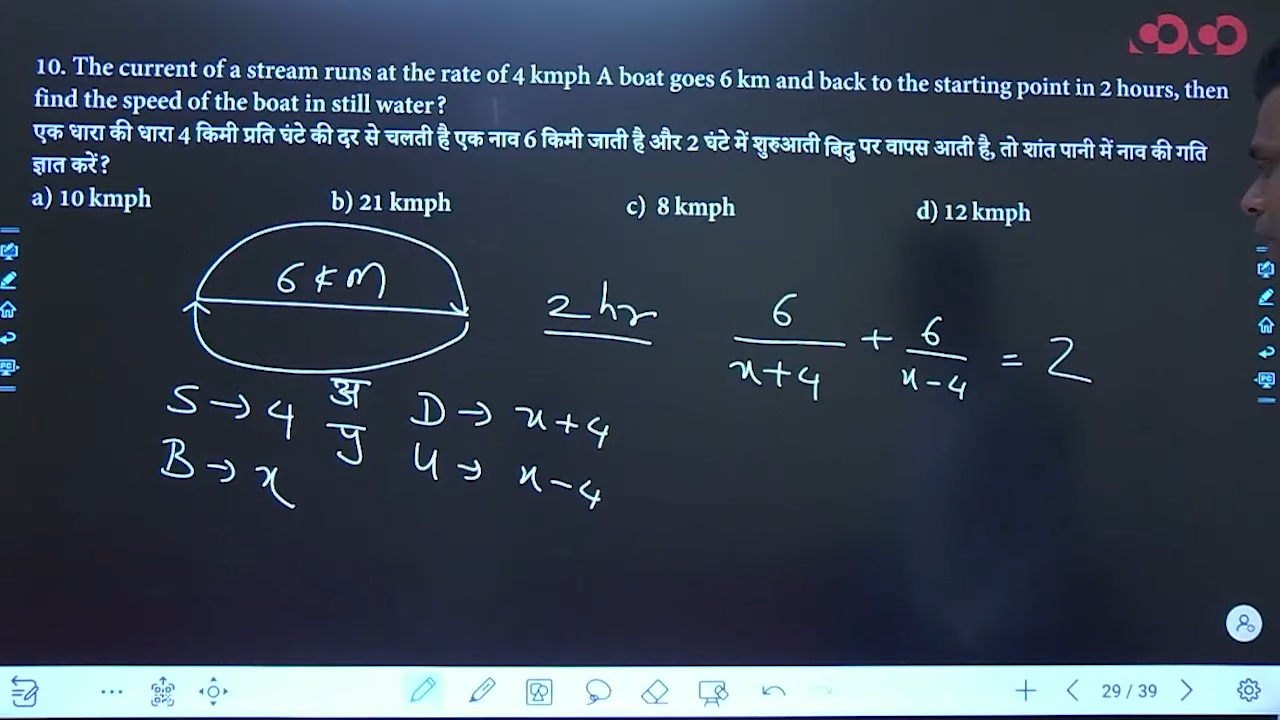 10. The current of a stream runs at the rate of 4 kmph A boat goes 6 km and back to the starting point in 2 hours, then
find the speed of the boat in still water?
एक धारा की धारा 4 किमी प्रति घंटे की दर से चलती है एक नाव 6 किमी जाती है और 2 घंटे में शुरुआती बिंदु पर वापस आती है, तो शांत पानी में नाव की गति
ज्ञात करें?
a) 10 kmph b) 21 kmph c) 8 kmph d) 12 kmph
6 KM
2 hr
6/x+4 + 6/x-4 = 2
S → 4 अ D → x+4
B → x प्र U → x-4
29 / 39